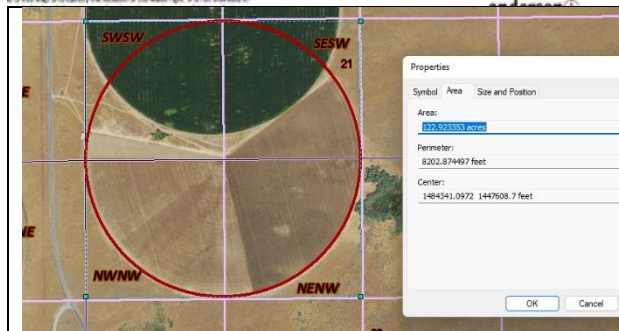 SWSW
SESW
21
E
NE
NWNW
NENW
Properties
Symbol Area Size and Position
Area:
122.923353 acres
Perimeter:
8202.874497 feet
Center:
1484341.0972 1447608.7 feet
OK Cancel